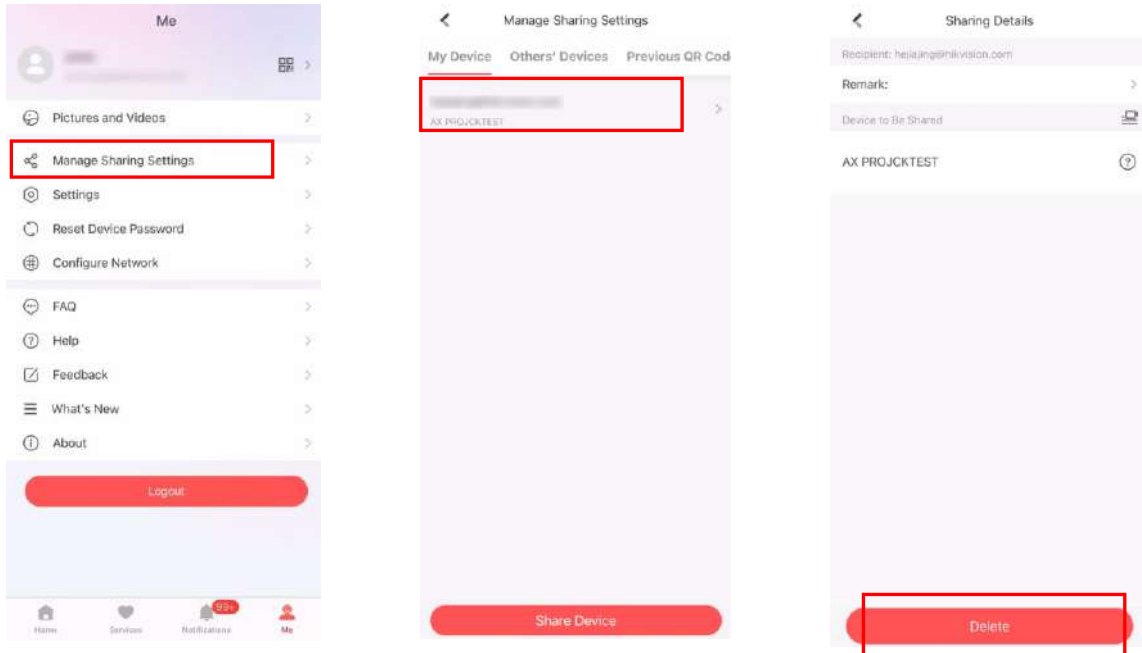 Me
Pictures and Videos
Manage Sharing Settings
Settings
Reset Device Password
Configure Network
FAQ
Help
Feedback
What's New
About
Logout
99+
Home
Services
Notifications
Me
Manage Sharing Settings
My Device Others' Devices Previous QR Cod
AX PROJCKTEST
Share Device
Sharing Details
Recipient:
Remark:
Device to Be Shared
AX PROJCKTEST
Delete